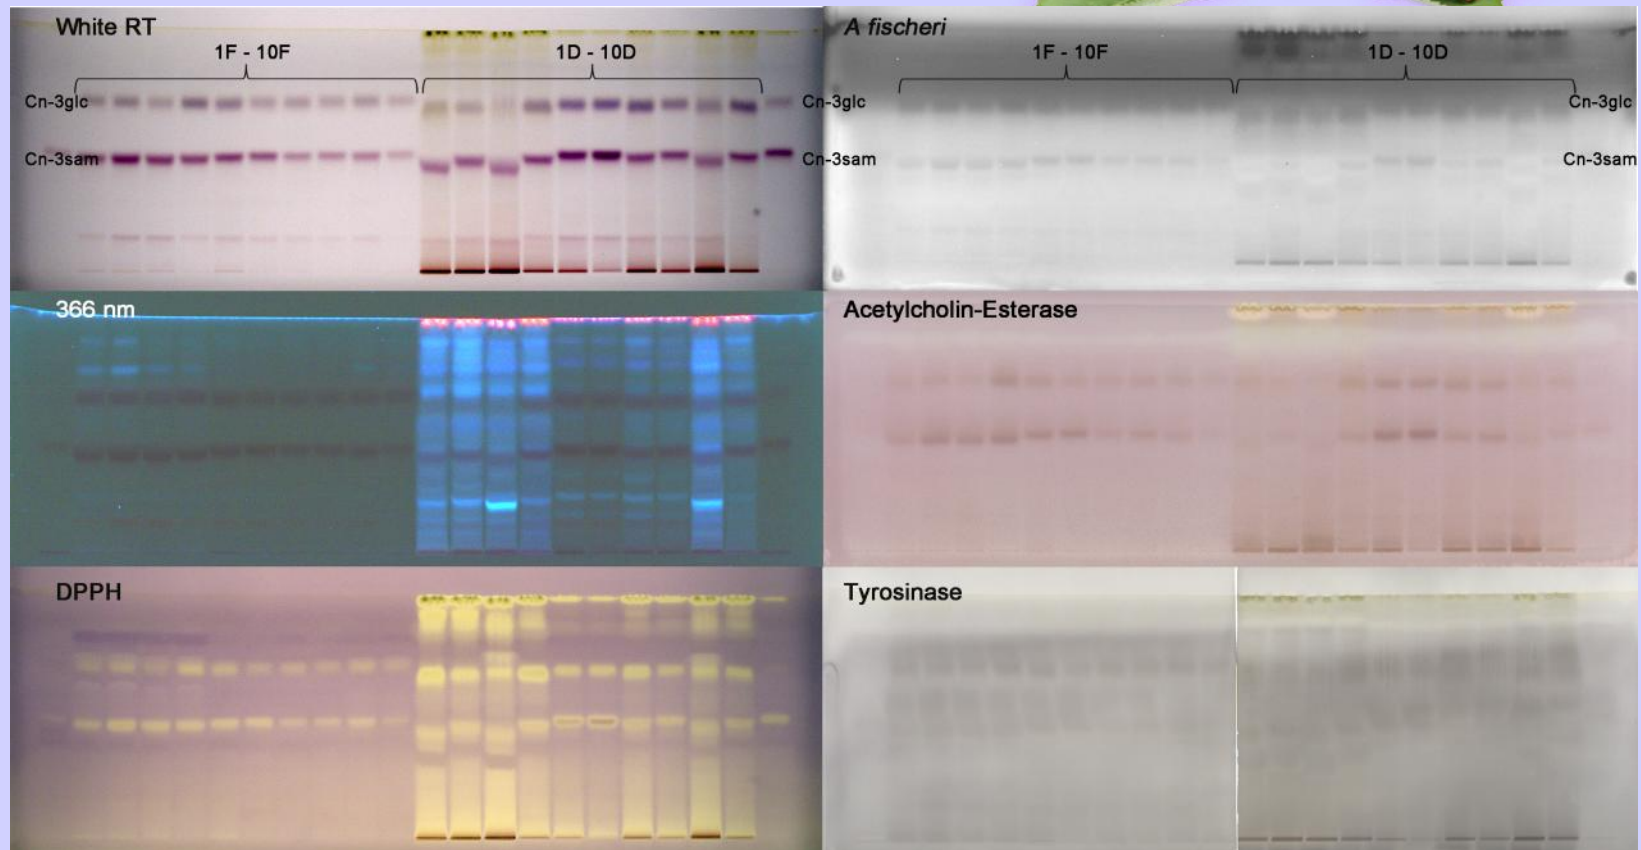 White RT
1F - 10F
1D - 10D
Cn-3glc
Cn-3glc
Cn-3sam
Cn-3sam
A fischeri
1F - 10F
1D - 10D
Cn-3glc
Cn-3sam
366 nm
Acetylcholin-Esterase
DPPH
Tyrosinase